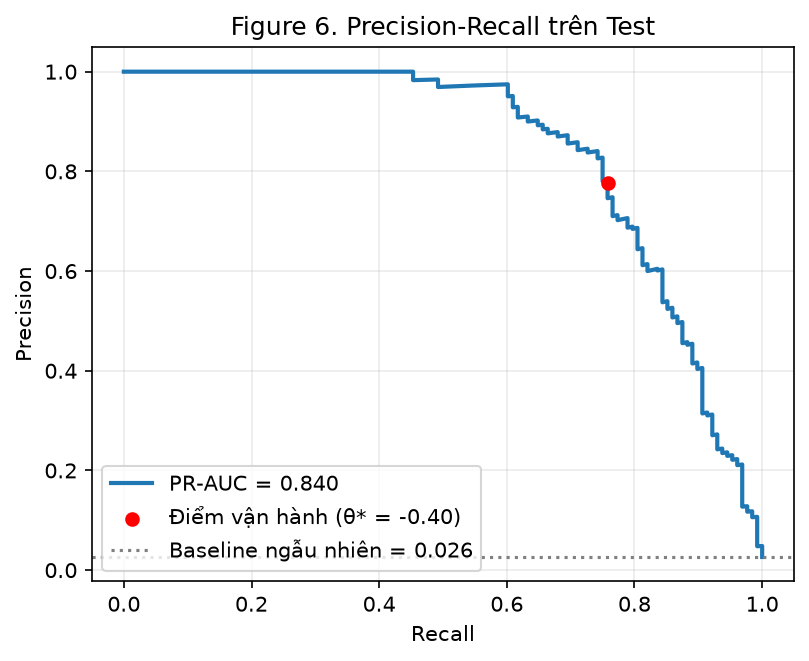 Figure 6. Precision-Recall trên Test
Precision
1.0
0.8
0.6
0.4
0.2
0.0
PR-AUC = 0.840
Điểm vận hành (θ* = -0.40)
Baseline ngẫu nhiên = 0.026
0.0 0.2 0.4 0.6 0.8 1.0
Recall